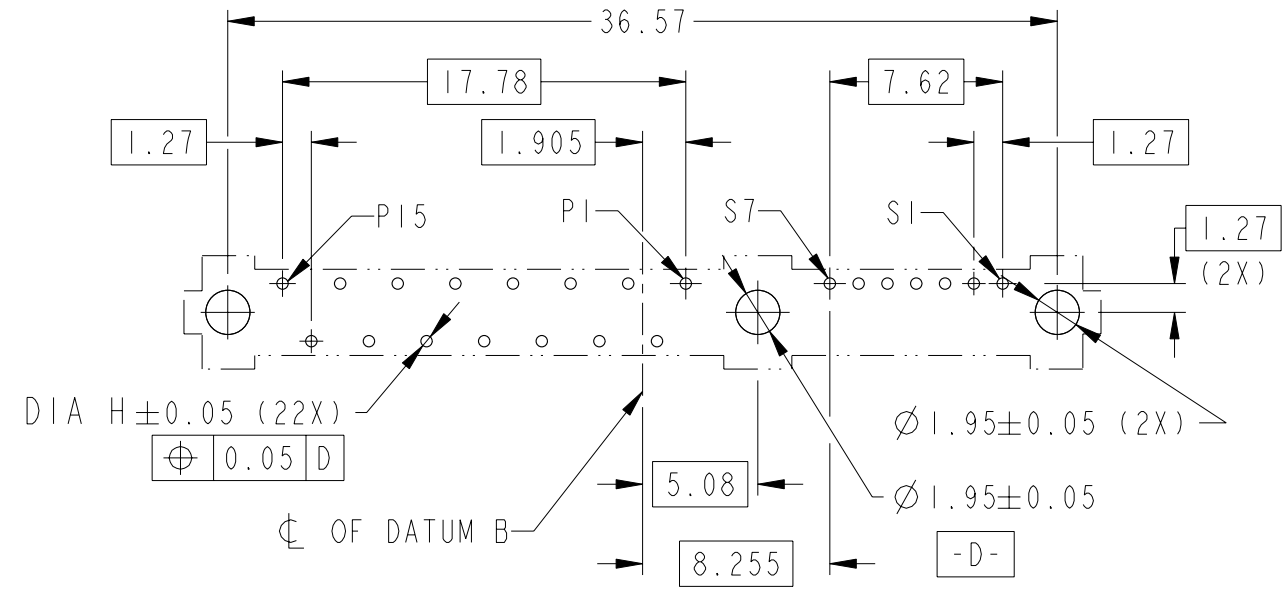 36.57
17.78
7.62
1.27
1.905
1.27
P15
P1
S7
S1
1.27
(2X)
DIA H±0.05 (22X)
⌖ 0.05 D
∅1.95±0.05 (2X)
5.08
∅1.95±0.05
℄ OF DATUM B
8.255
-D-